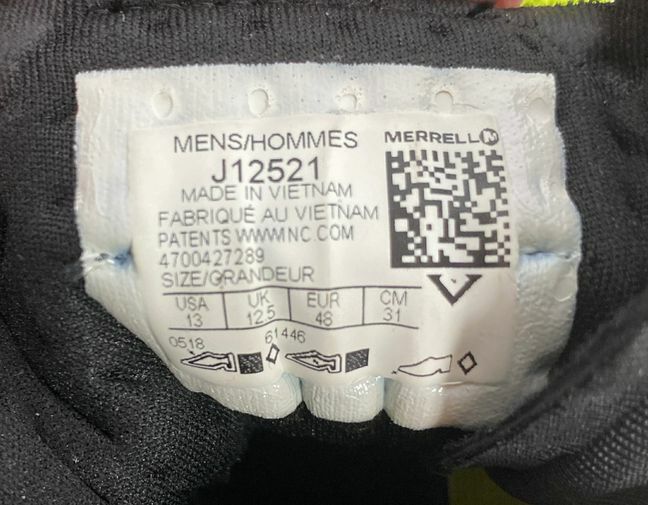 MENS/HOMMES MERRELL
J12521
MADE IN VIETNAM
FABRIQUÉ AU VIETNAM
PATENTS WWW.NC.COM
4700427289
SIZE/GRANDEUR
USA UK EUR CM
13 12.5 48 31
0518 61446